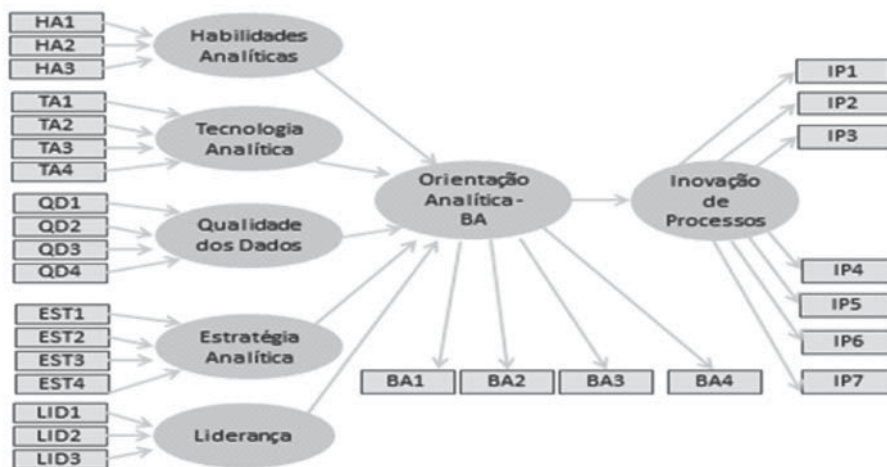 HA1
HA2
HA3
Habilidades
Analíticas
TA1
TA2
TA3
TA4
Tecnologia
Analítica
QD1
QD2
QD3
QD4
Qualidade
dos Dados
EST1
EST2
EST3
EST4
Estratégia
Analítica
LID1
LID2
LID3
Liderança
Orientação
Analítica-
BA
BA1
BA2
BA3
BA4
Inovação
de
Processos
IP1
IP2
IP3
IP4
IP5
IP6
IP7